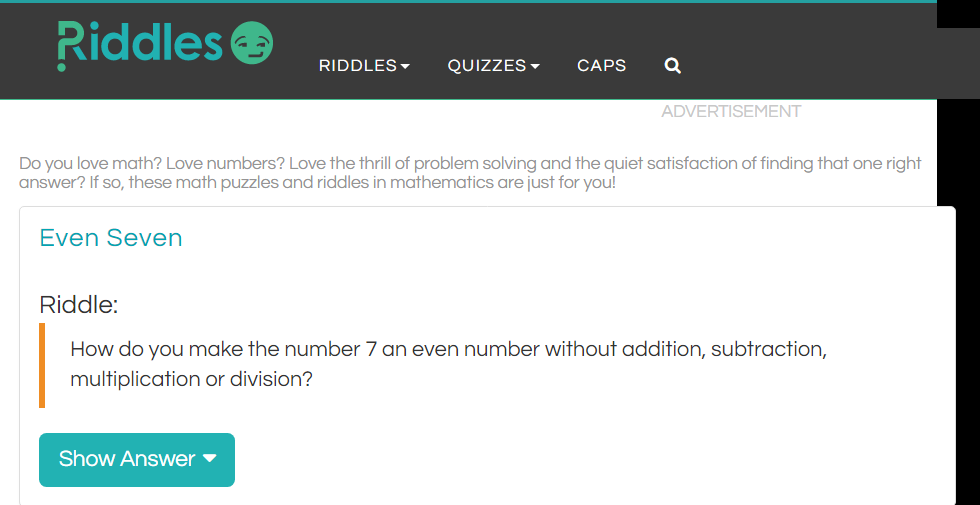 Riddles
RIDDLES QUIZZES CAPS
ADVERTISEMENT
Do you love math? Love numbers? Love the thrill of problem solving and the quiet satisfaction of finding that one right
answer? If so, these math puzzles and riddles in mathematics are just for you!
Even Seven
Riddle:
How do you make the number 7 an even number without addition, subtraction,
multiplication or division?
Show Answer